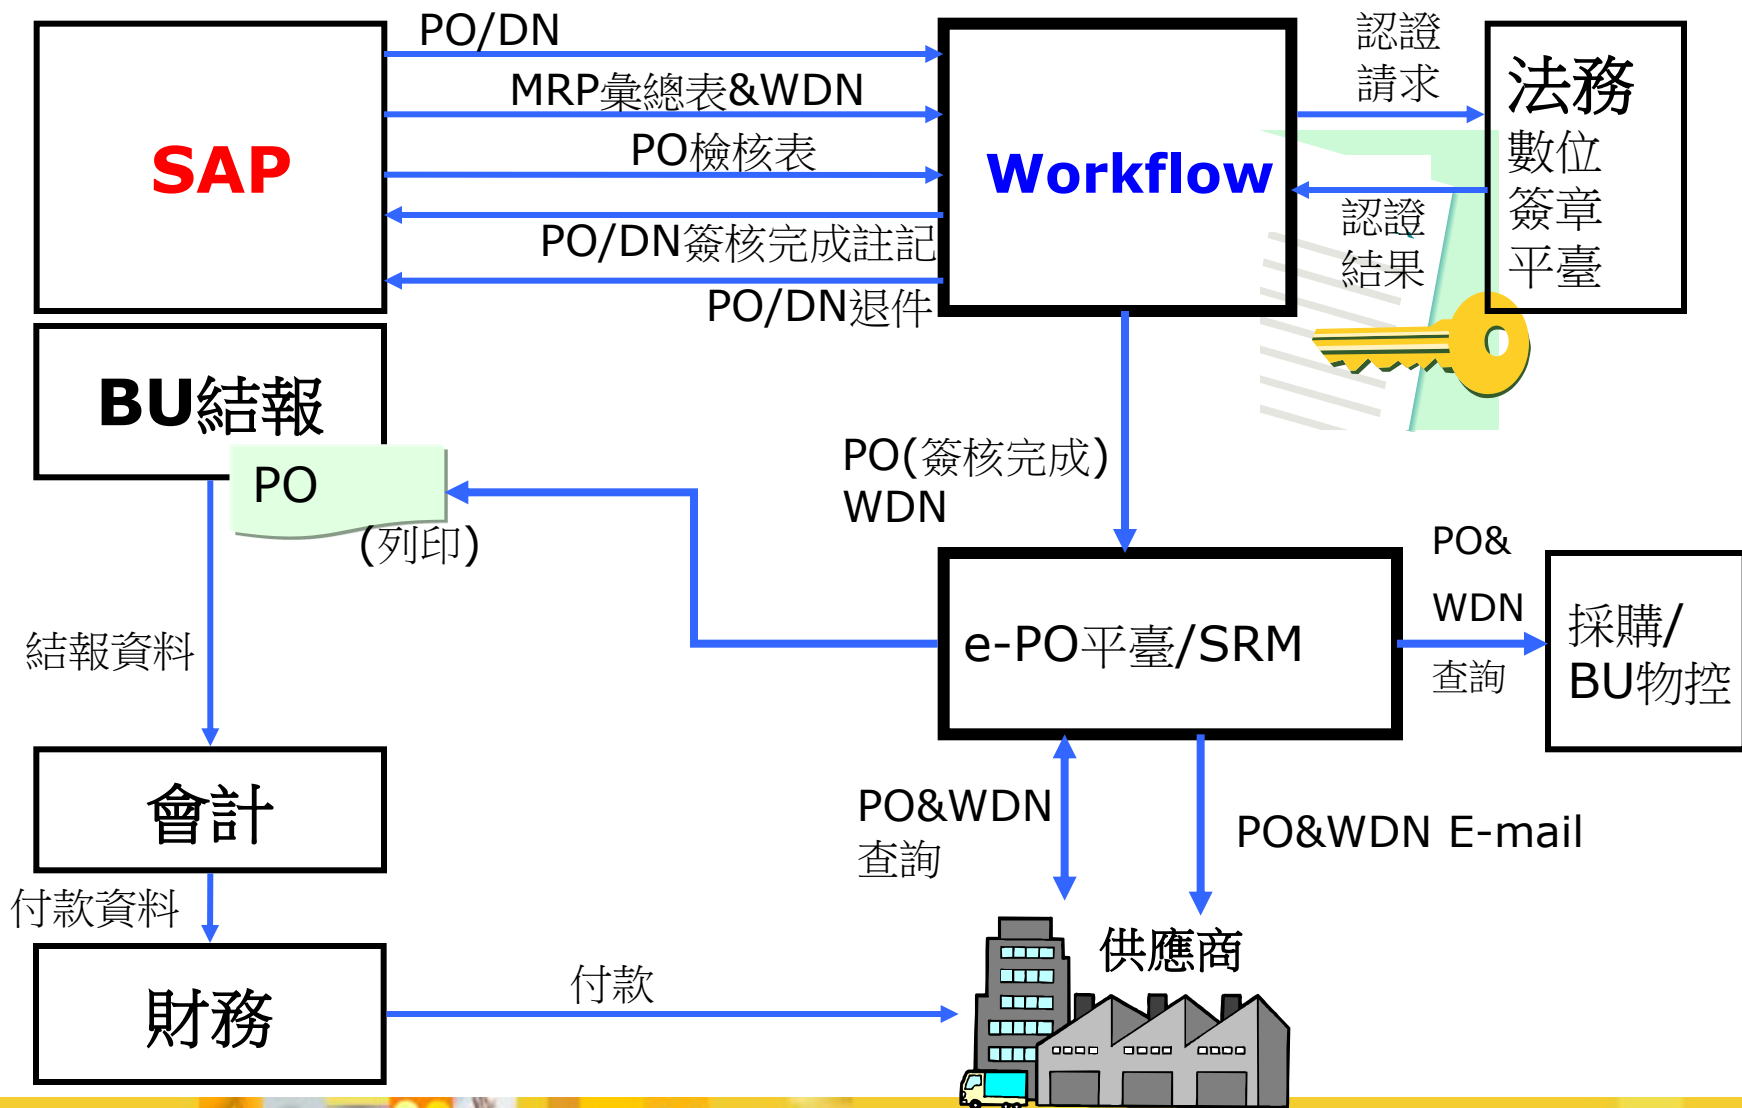 PO/DN
MRP彙總表&WDN
PO檢核表
PO/DN簽核完成註記
PO/DN退件
SAP
Workflow
認證
請求
認證
結果
法務
數位
簽章
平臺
BU結報
PO
(列印)
PO(簽核完成)
WDN
e-PO平臺/SRM
PO&
WDN
查詢
採購/
BU物控
結報資料
會計
付款資料
財務
付款
PO&WDN
查詢
PO&WDN E-mail
供應商